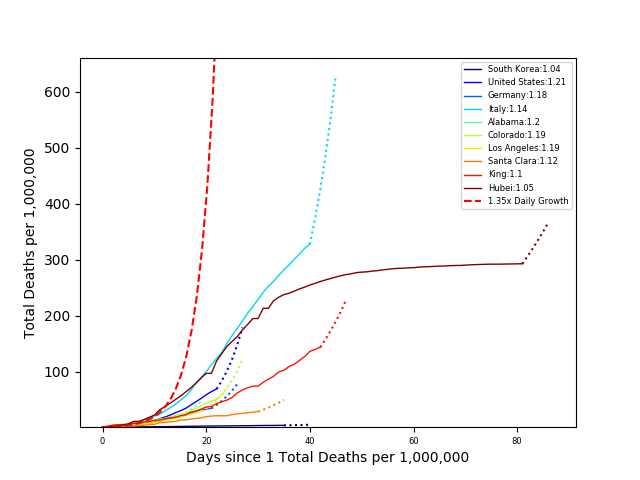 600
500
400
300
200
100
Total Deaths per 1,000,000
South Korea:1.04
United States:1.21
Germany:1.18
Italy:1.14
Alabama:1.2
Colorado:1.19
Los Angeles:1.19
Santa Clara:1.12
King:1.1
Hubei:1.05
1.35x Daily Growth
0 20 40 60 80
Days since 1 Total Deaths per 1,000,000